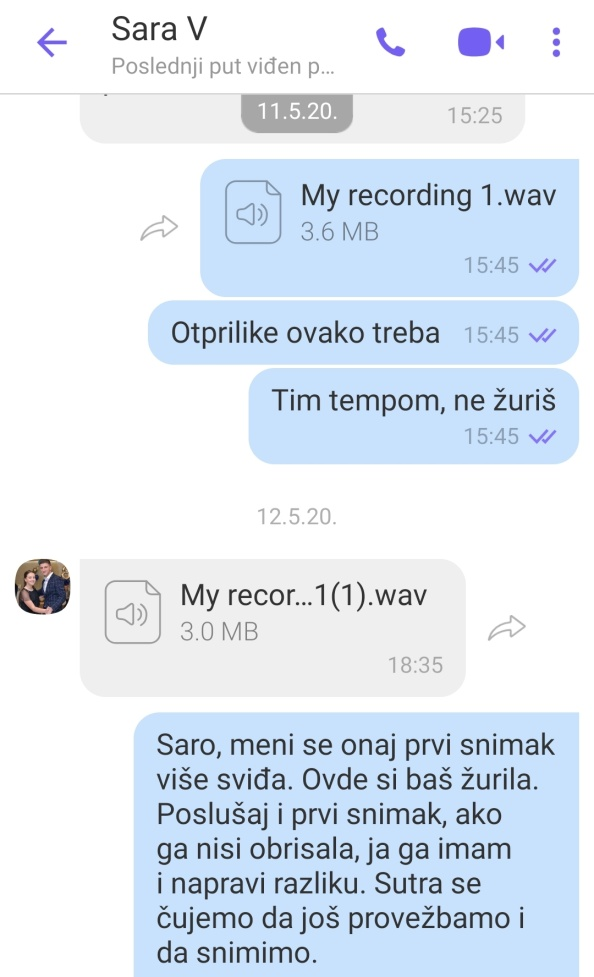 Sara V
Poslednji put viđen p...
11.5.20.
15:25
My recording 1.wav
3.6 MB
15:45
Otprilike ovako treba 15:45
Tim tempom, ne žuriš
15:45
12.5.20.
My recor...1(1).wav
3.0 MB
18:35
Saro, meni se onaj prvi snimak
više sviđa. Ovde si baš žurila.
Poslušaj i prvi snimak, ako
ga nisi obrisala, ja ga imam
i napravi razliku. Sutra se
čujemo da još provežbamo i
da snimimo.